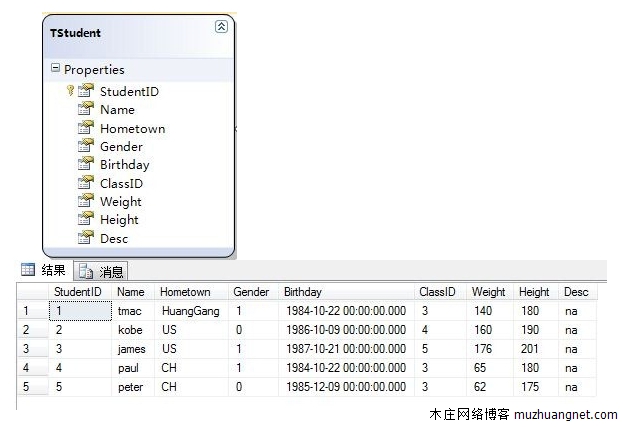 TStudent
Properties
StudentID
Name
Hometown
Gender
Birthday
ClassID
Weight
Height
Desc
结果 消息
StudentID Name Hometown Gender Birthday ClassID Weight Height Desc
1 1 tmac HuangGang 1 1984-10-22 00:00:00.000 3 140 180 na
2 2 kobe US 0 1986-10-09 00:00:00.000 4 160 190 na
3 3 james US 1 1987-10-21 00:00:00.000 5 176 201 na
4 4 paul CH 1 1984-10-22 00:00:00.000 3 65 180 na
5 5 peter CH 0 1985-12-09 00:00:00.000 3 62 175 na
木庄网络博客 muzhuangnet.com